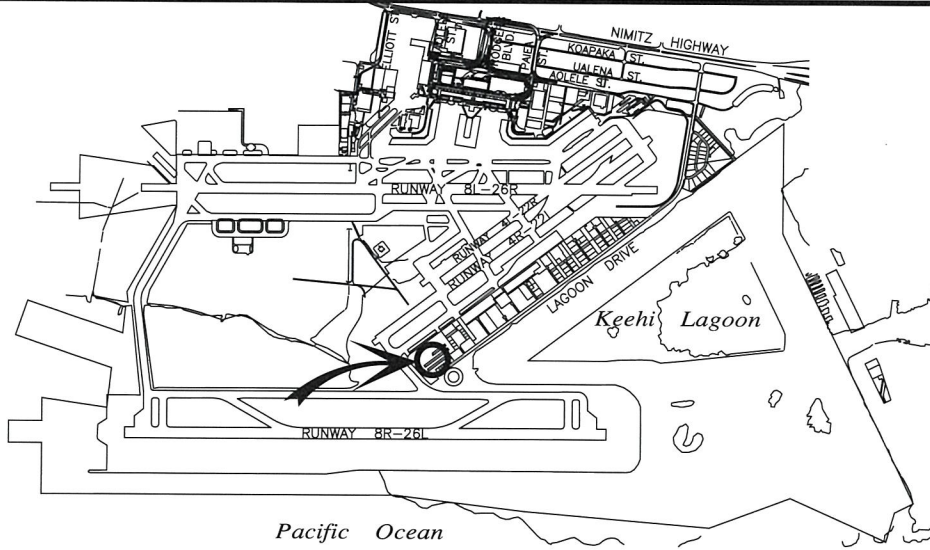 ELLIOTT ST.
ST.
BLVD.
PAIEA
ST.
NIMITZ HIGHWAY
KOAPAKA ST.
UALENA ST.
AOLELE ST.
RUNWAY 8L-26R
RUNWAY 4L-22R
RUNWAY 4R-22L
LAGOON DRIVE
Keehi Lagoon
RUNWAY 8R-26L
Pacific Ocean